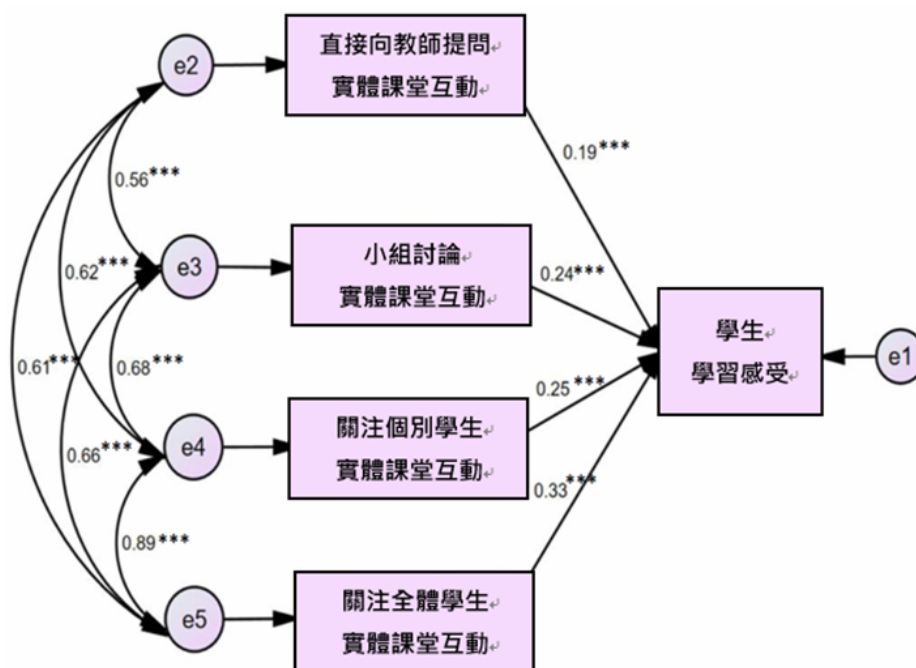 e2
直接向教師提問↵
實體課堂互動↵
0.19***
0.56***
e3
小組討論↵
實體課堂互動↵
0.24***
0.62***
學生↵
學習感受↵
e1
0.61***
0.68***
0.25***
e4
關注個別學生↵
實體課堂互動↵
0.66***
0.33***
0.89***
e5
關注全體學生↵
實體課堂互動↵